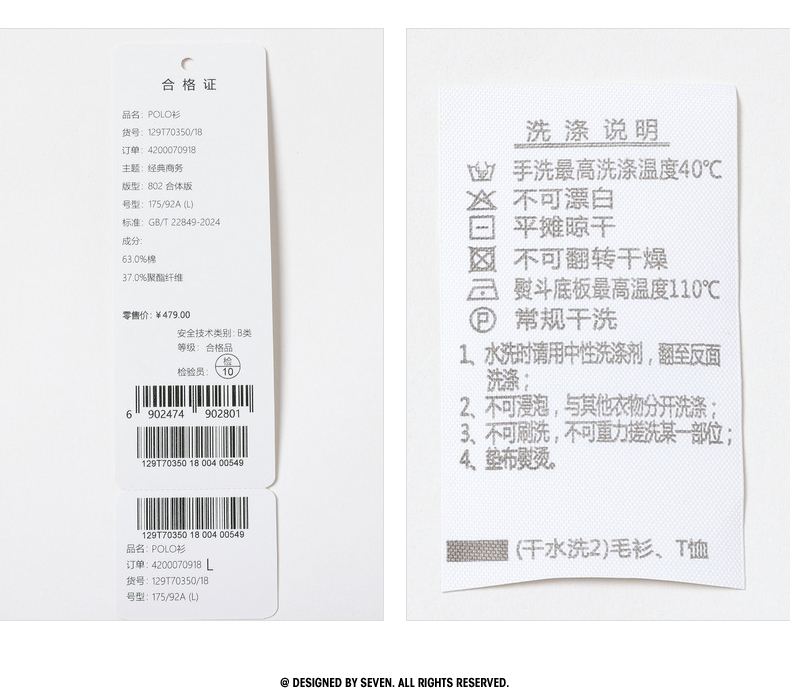 合格证
品名: POLO衫
货号: 129T70350/18
订单: 4200070918
主题: 经典商务
版型: 802 合体版
号型: 175/92A (L)
标准: GB/T 22849-2024
成分:
63.0%棉
37.0%聚酯纤维
零售价: ¥479.00
安全技术类别: B类
等级: 合格品
检验员: 检 10
6 902474 902801
129T70350 18 004 00549
129T70350 18 004 00549
品名: POLO衫
订单: 4200070918 L
货号: 129T70350/18
号型: 175/92A (L)
洗涤说明
手洗最高洗涤温度40℃
不可漂白
平摊晾干
不可翻转干燥
熨斗底板最高温度110℃
P 常规干洗
1、水洗时请用中性洗涤剂，翻至反面
洗涤；
2、不可浸泡，与其他衣物分开洗涤；
3、不可刷洗，不可重力搓洗某一部位；
4、垫布熨烫。
(干水洗2)毛衫、T恤
@ DESIGNED BY SEVEN. ALL RIGHTS RESERVED.